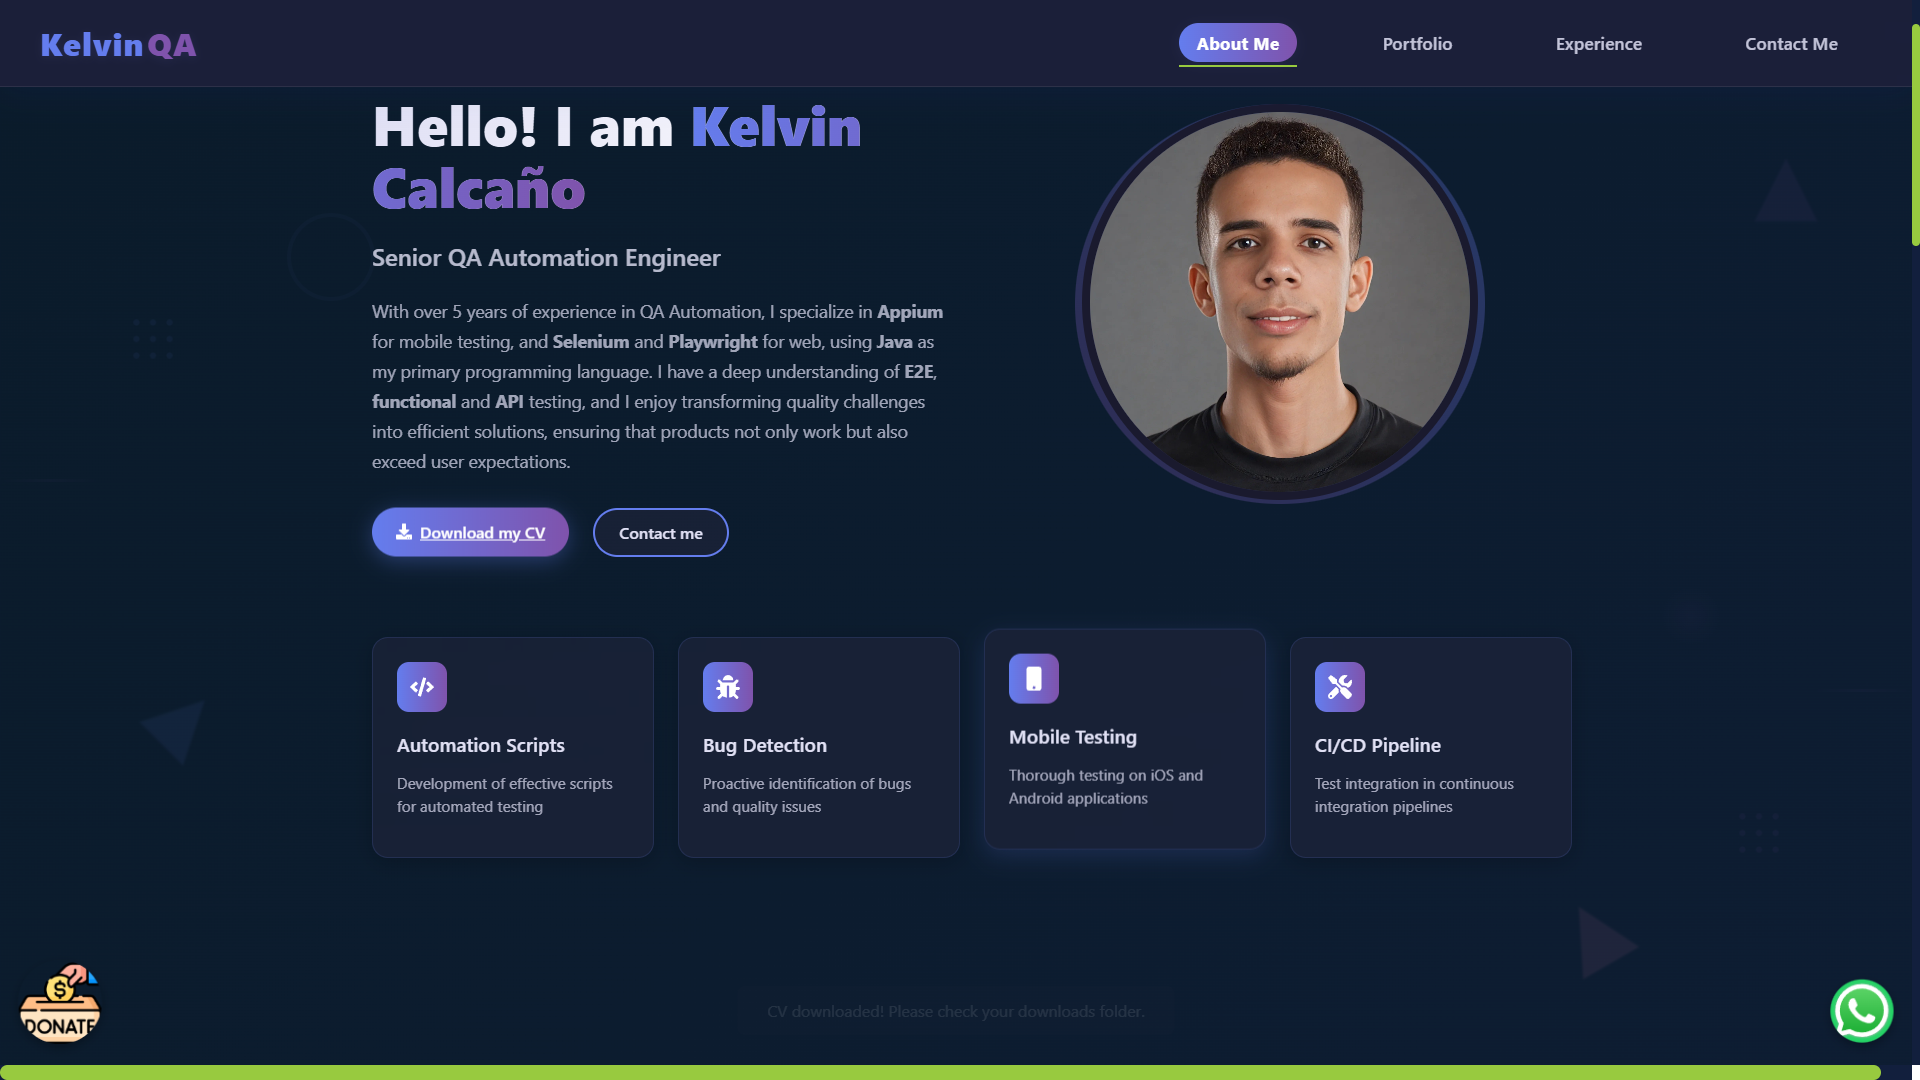 KelvinQA
About Me
Portfolio
Experience
Contact Me
Hello! I am Kelvin
Calcaño
Senior QA Automation Engineer
With over 5 years of experience in QA Automation, I specialize in Appium
for mobile testing, and Selenium and Playwright for web, using Java as
my primary programming language. I have a deep understanding of E2E,
functional and API testing, and I enjoy transforming quality challenges
into efficient solutions, ensuring that products not only work but also
exceed user expectations.
Download my CV
Contact me
Automation Scripts
Development of effective scripts
for automated testing
Bug Detection
Proactive identification of bugs
and quality issues
Mobile Testing
Thorough testing on iOS and
Android applications
CI/CD Pipeline
Test integration in continuous
integration pipelines
$
DONATE
CV downloaded! Please check your downloads folder.